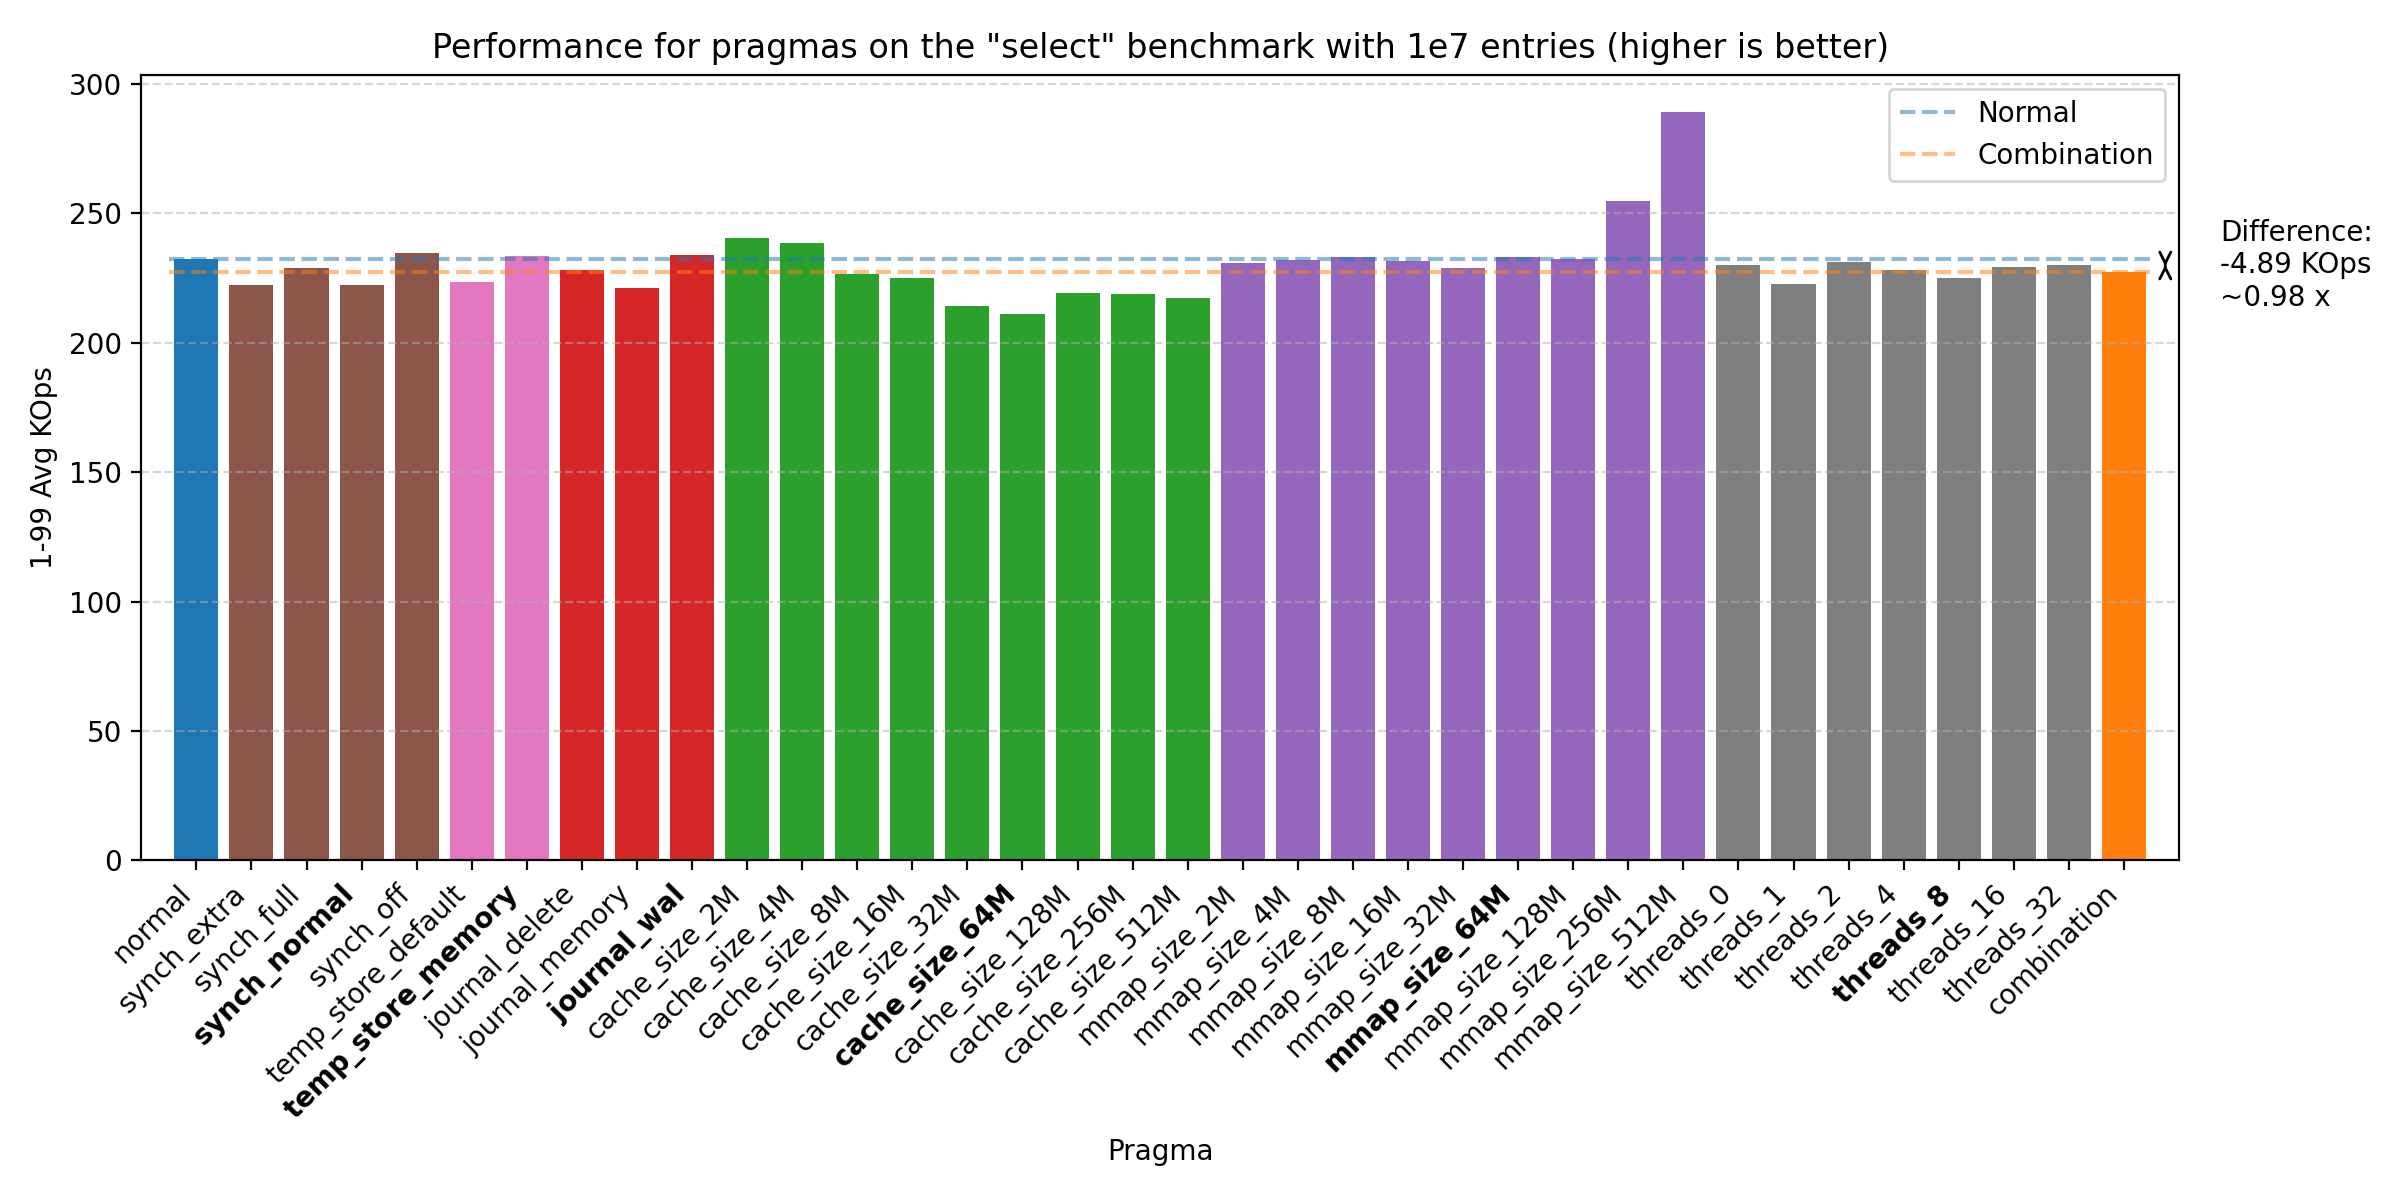 Performance for pragmas on the "select" benchmark with 1e7 entries (higher is better)
300
250
200
150
100
50
0
1-99 Avg KOps
Normal
Combination
Difference:
-4.89 KOps
~0.98 x
normal
synch_extra
synch_full
synch_normal
synch_off
temp_store_default
temp_store_memory
journal_delete
journal_memory
journal_wal
cache_size_2M
cache_size_4M
cache_size_8M
cache_size_16M
cache_size_32M
cache_size_64M
cache_size_128M
cache_size_256M
cache_size_512M
mmap_size_2M
mmap_size_4M
mmap_size_8M
mmap_size_16M
mmap_size_32M
mmap_size_64M
mmap_size_128M
mmap_size_256M
mmap_size_512M
threads_0
threads_1
threads_2
threads_4
threads_8
threads_16
threads_32
combination
Pragma